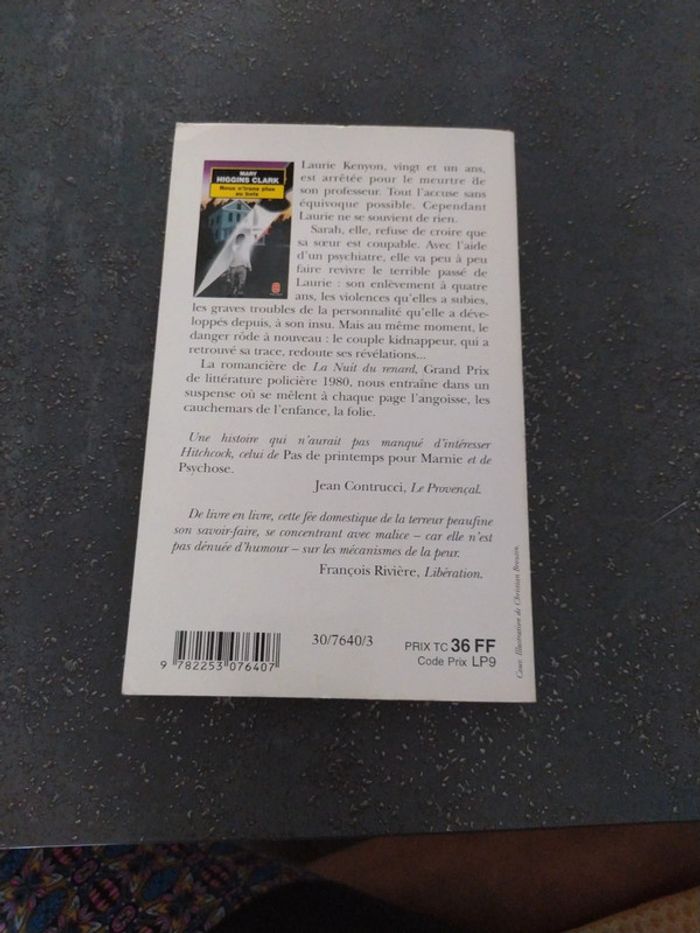 MARY
HIGGINS CLARK
Nous n'irons plus
au bois
Laurie Kenyon, vingt et un ans,
est arrêtée pour le meurtre de
son professeur. Tout l'accuse sans
équivoque possible. Cependant
Laurie ne se souvient de rien.
Sarah, elle, refuse de croire que
sa sœur est coupable. Avec l'aide
d'un psychiatre, elle va peu à peu
faire revivre le terrible passé de
Laurie : son enlèvement à quatre
ans, les violences qu'elles a subies,
les graves troubles de la personnalité qu'elle a déve-
loppés depuis, à son insu. Mais au même moment, le
danger rôde à nouveau : le couple kidnappeur, qui a
retrouvé sa trace, redoute ses révélations...
La romancière de La Nuit du renard, Grand Prix
de littérature policière 1980, nous entraîne dans un
suspense où se mêlent à chaque page l'angoisse, les
cauchemars de l'enfance, la folie.
Une histoire qui n'aurait pas manqué d'intéresser
Hitchcock, celui de Pas de printemps pour Marnie et de
Psychose.
Jean Contrucci, Le Provençal.
De livre en livre, cette fée domestique de la terreur peaufine
son savoir-faire, se concentrant avec malice – car elle n'est
pas dénuée d'humour – sur les mécanismes de la peur.
François Rivière, Libération.
Couv. Illustration de Christian Broutin.
9 782253 076407
30/7640/3
PRIX TC 36 FF
Code Prix LP9